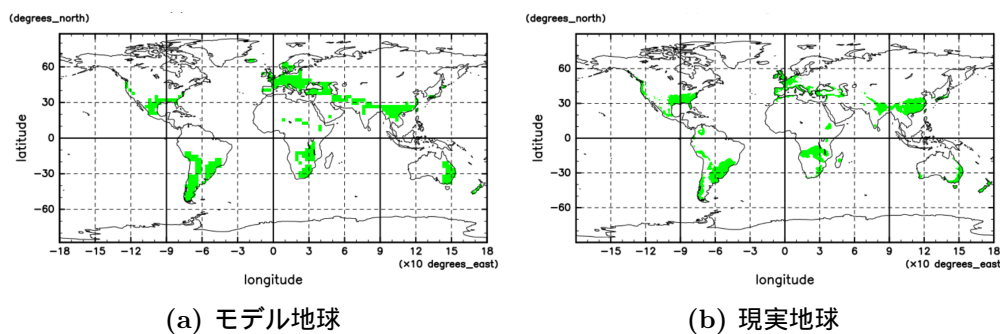 (degrees_north)
60
30
0
−30
−60
latitude
−18 −15 −12 −9 −6 −3 0 3 6 9 12 15 18
(×10 degrees_east)
longitude
(a) モデル地球
(degrees_north)
60
30
0
−30
−60
latitude
−18 −15 −12 −9 −6 −3 0 3 6 9 12 15 18
(×10 degrees_east)
longitude
(b) 現実地球